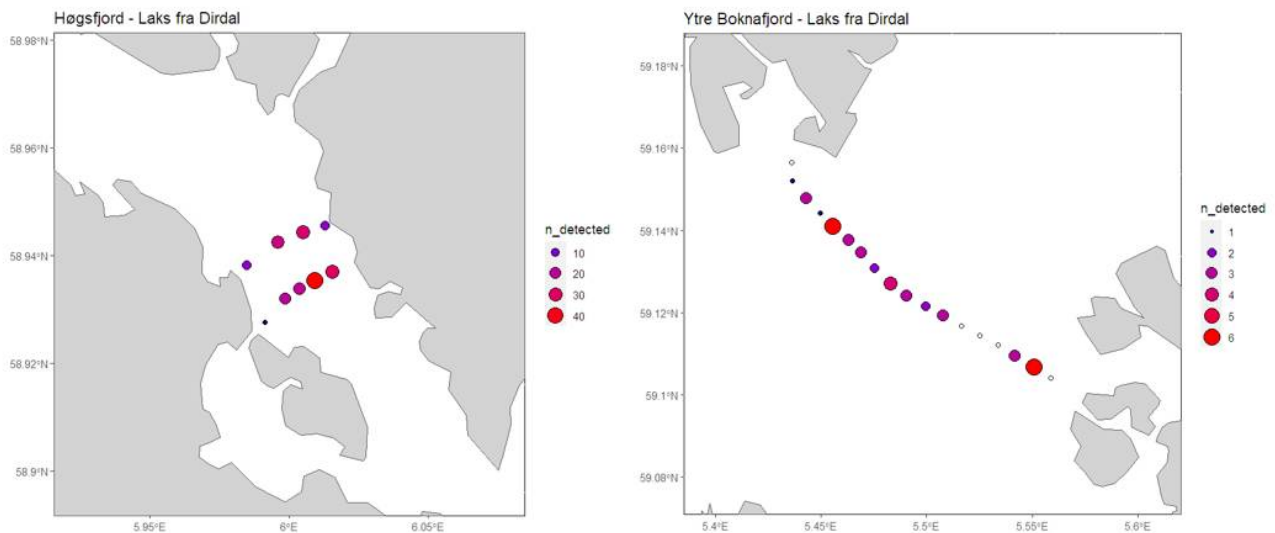 Høgsfjord - Laks fra Dirdal
58.98°N
58.96°N
58.94°N
58.92°N
58.9°N
5.95°E
6°E
6.05°E
n_detected
10
20
30
40
Ytre Boknafjord - Laks fra Dirdal
59.18°N
59.16°N
59.14°N
59.12°N
59.1°N
59.08°N
5.4°E
5.45°E
5.5°E
5.55°E
5.6°E
n_detected
1
2
3
4
5
6